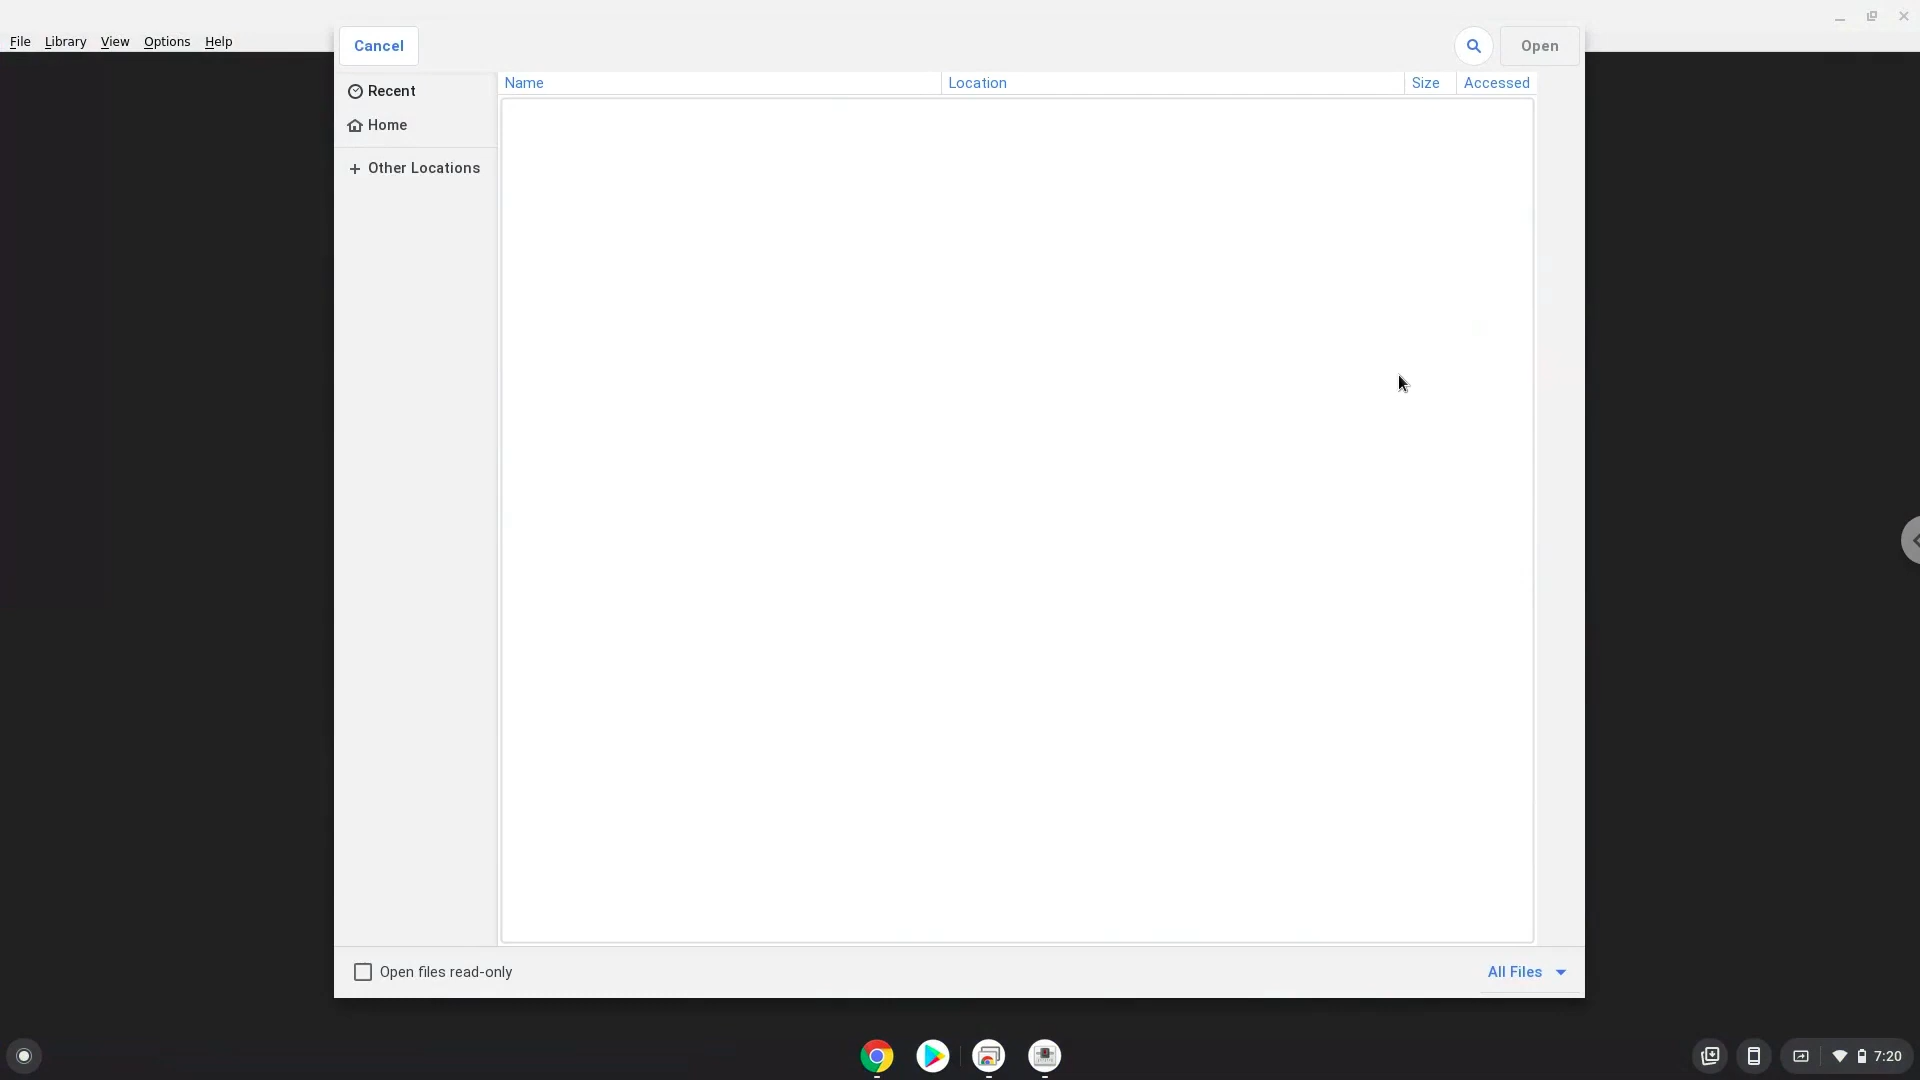 File Library View Options Help
Cancel
Open
Name Location Size Accessed
Recent
Home
Other Locations
Open files read-only
All Files
7:20